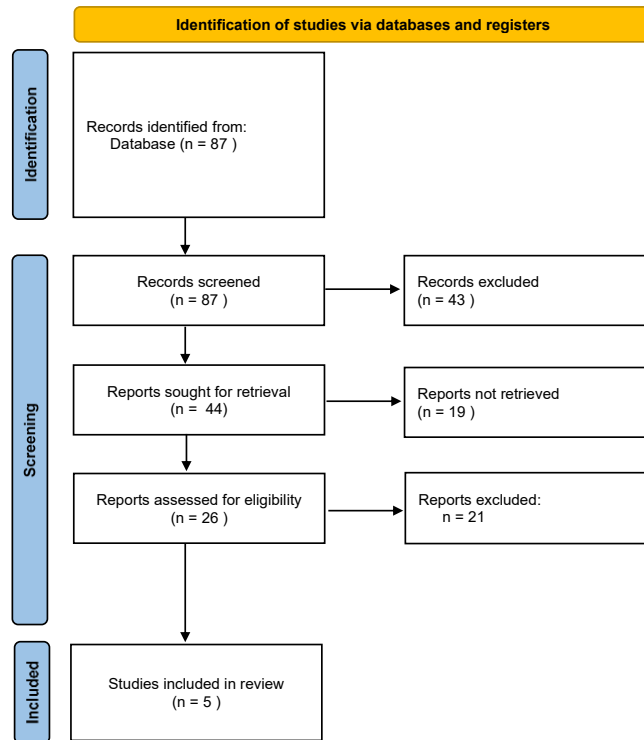 Identification of studies via databases and registers
Identification
Records identified from:
Database (n = 87 )
Screening
Records screened
(n = 87 )
Records excluded
(n = 43 )
Reports sought for retrieval
(n =  44)
Reports not retrieved
(n = 19 )
Reports assessed for eligibility
(n = 26 )
Reports excluded:
n = 21
Included
Studies included in review
(n = 5 )